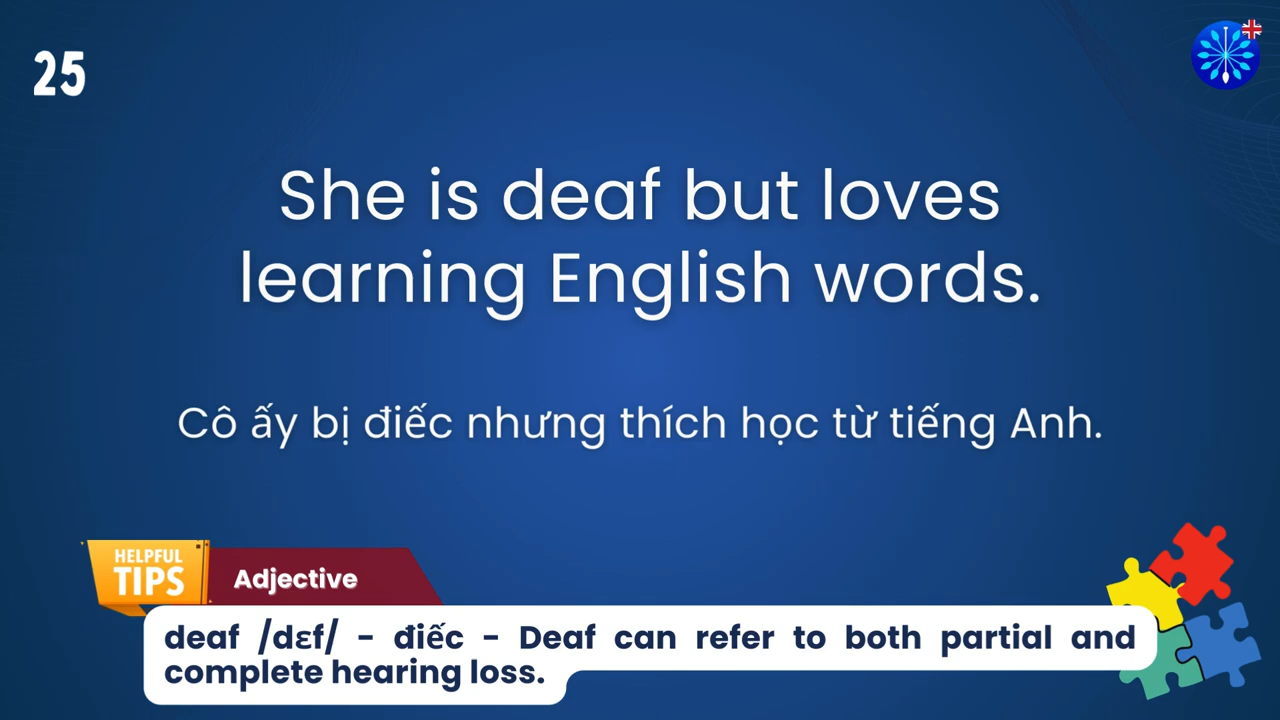 25
She is deaf but loves
learning English words.
Cô ấy bị điếc nhưng thích học từ tiếng Anh.
HELPFUL
TIPS
Adjective
deaf /dɛf/ - điếc - Deaf can refer to both partial and
complete hearing loss.